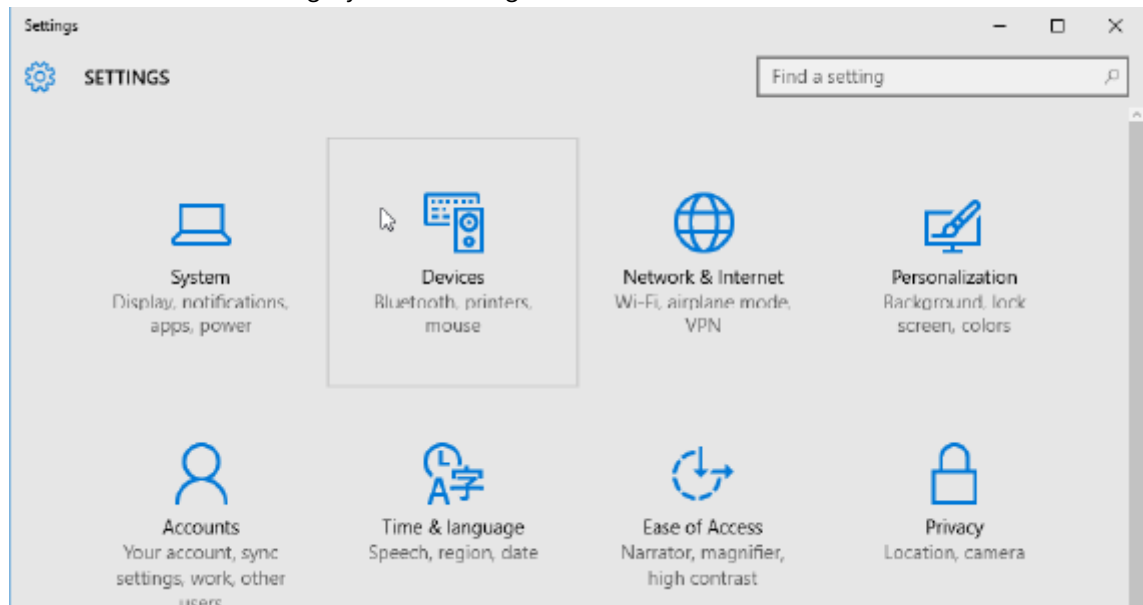 Settings
SETTINGS
Find a setting
System
Display, notifications,
apps, power
Devices
Bluetooth, printers,
mouse
Network & Internet
Wi-Fi, airplane mode,
VPN
Personalization
Background, lock
screen, colors
Accounts
Your account, sync
settings, work, other
users
Time & language
Speech, region, date
Ease of Access
Narrator, magnifier,
high contrast
Privacy
Location, camera